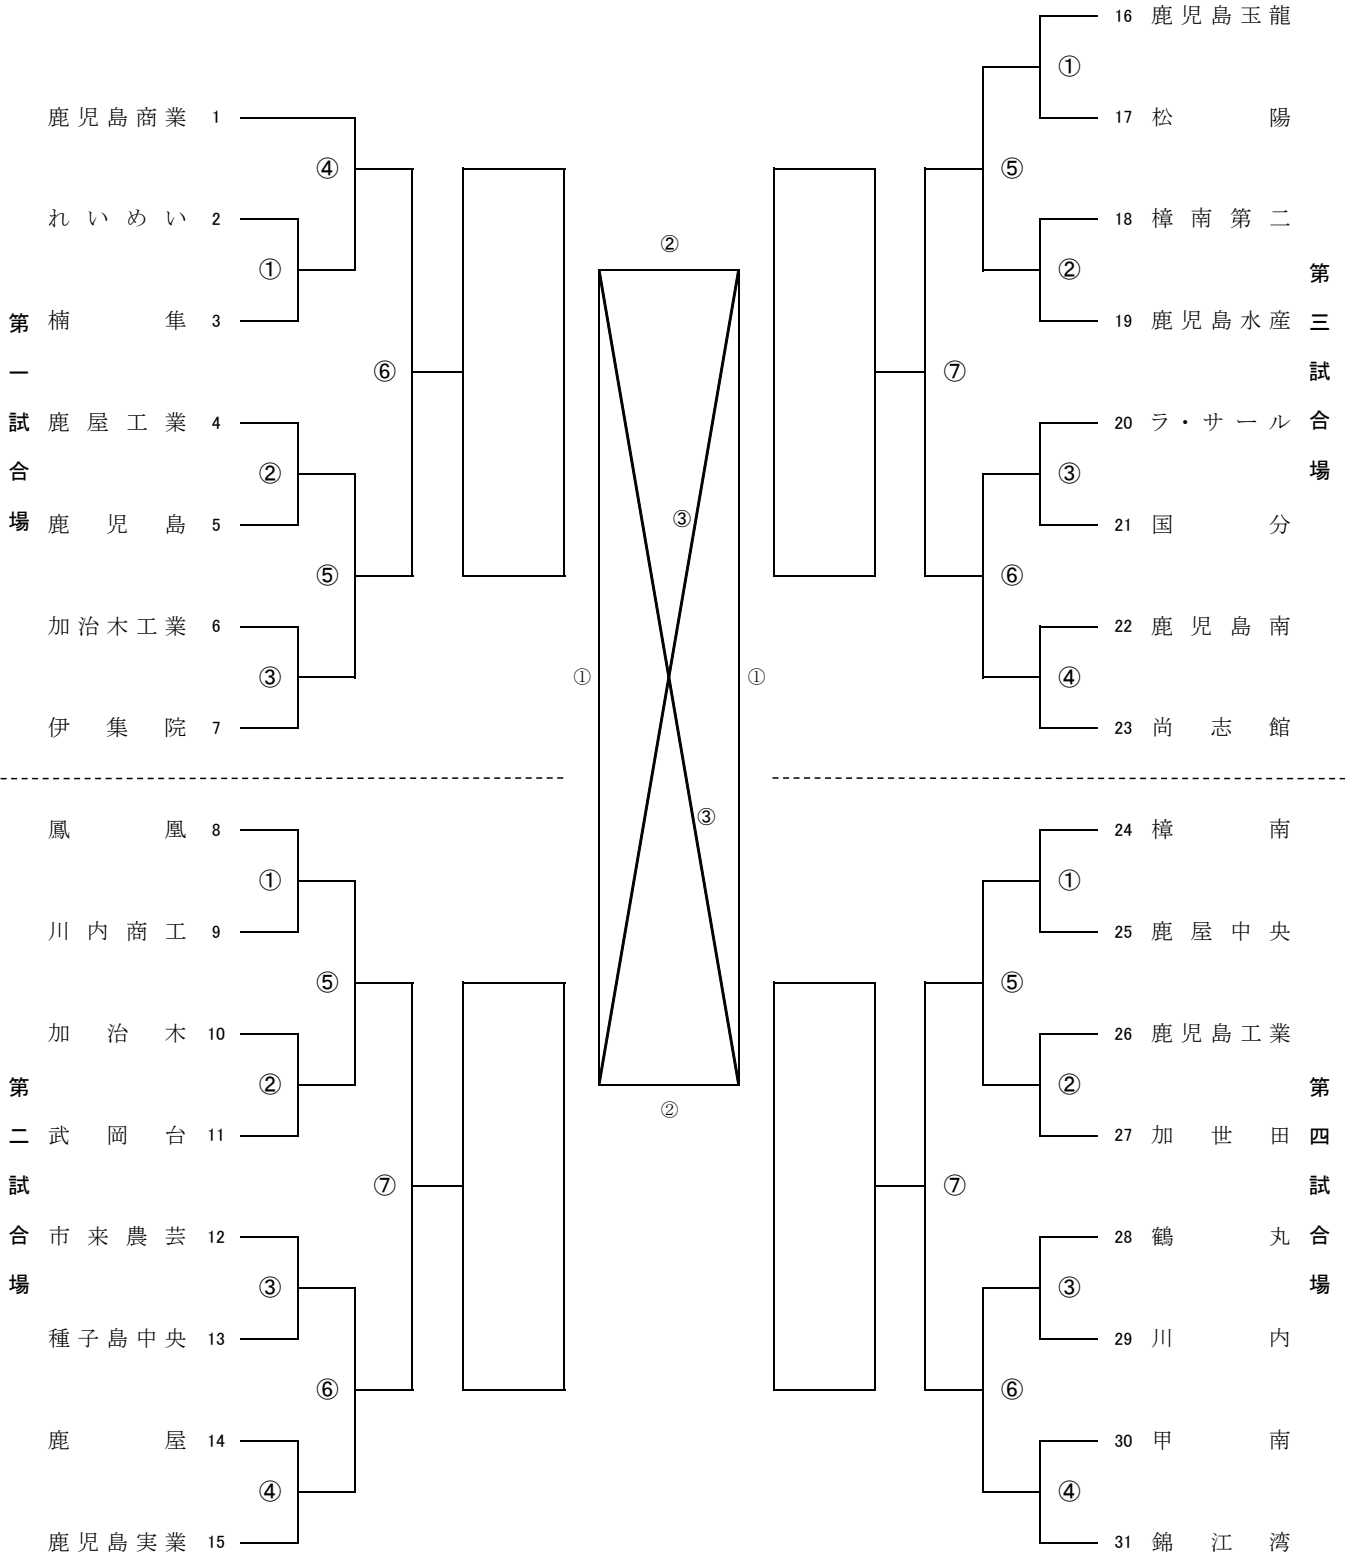 第一試合場
鹿児島商業 1
れいめい 2
楠隼 3
鹿屋工業 4
鹿児島 5
加治木工業 6
伊集院 7
④
①
②
⑤
③
⑥
第二試合場
鳳凰 8
川内商工 9
加治木 10
武岡台 11
市来農芸 12
種子島中央 13
鹿屋 14
鹿児島実業 15
①
⑤
②
③
⑥
④
⑦
②
③
①
①
③
②
第三試合場
16 鹿児島玉龍
17 松陽
18 樟南第二
19 鹿児島水産
20 ラ・サール
21 国分
22 鹿児島南
23 尚志館
①
⑤
②
⑦
③
⑥
④
第四試合場
24 樟南
25 鹿屋中央
26 鹿児島工業
27 加世田
28 鶴丸
29 川内
30 甲南
31 錦江湾
①
⑤
②
⑦
③
⑥
④